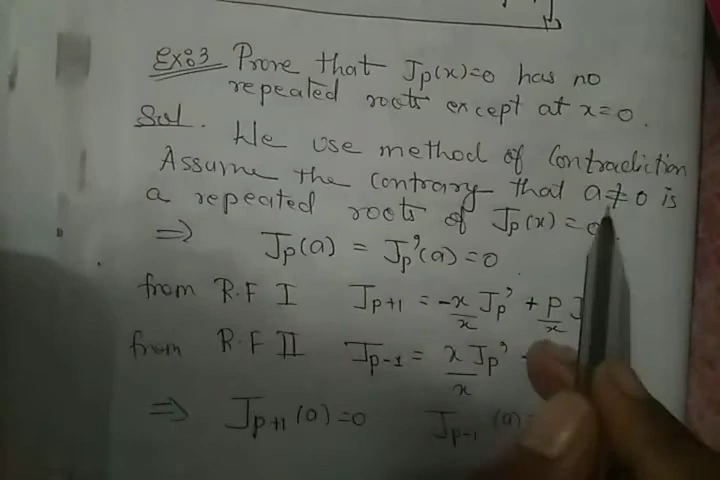 Ex: 3 Prove that Jp(x)=0 has no
repeated roots except at x=0.
Sol. We use method of Contradiction
Assume the contrary that a≠0 is
a repeated roots of Jp(x) = 0.
⇒ Jp(a) = Jp'(a) = 0
from R.F I Jp+1 = -x/x Jp' + p/x J
from R.F II Jp-1 = x/x Jp'
⇒ Jp+1 (a) = 0 Jp-1 (a) =